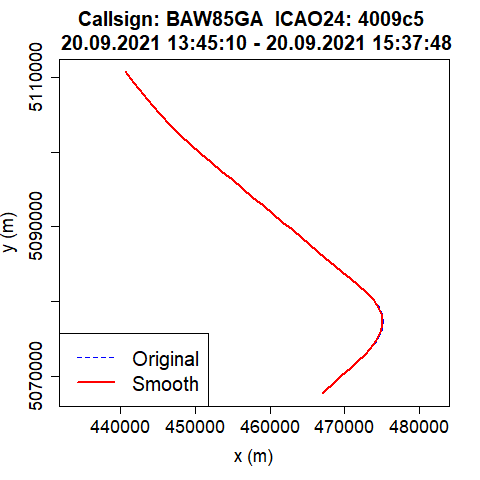 Callsign: BAW85GA  ICAO24: 4009c5
20.09.2021 13:45:10 - 20.09.2021 15:37:48
5110000
5090000
5070000
y (m)
Original
Smooth
440000 450000 460000 470000 480000
x (m)